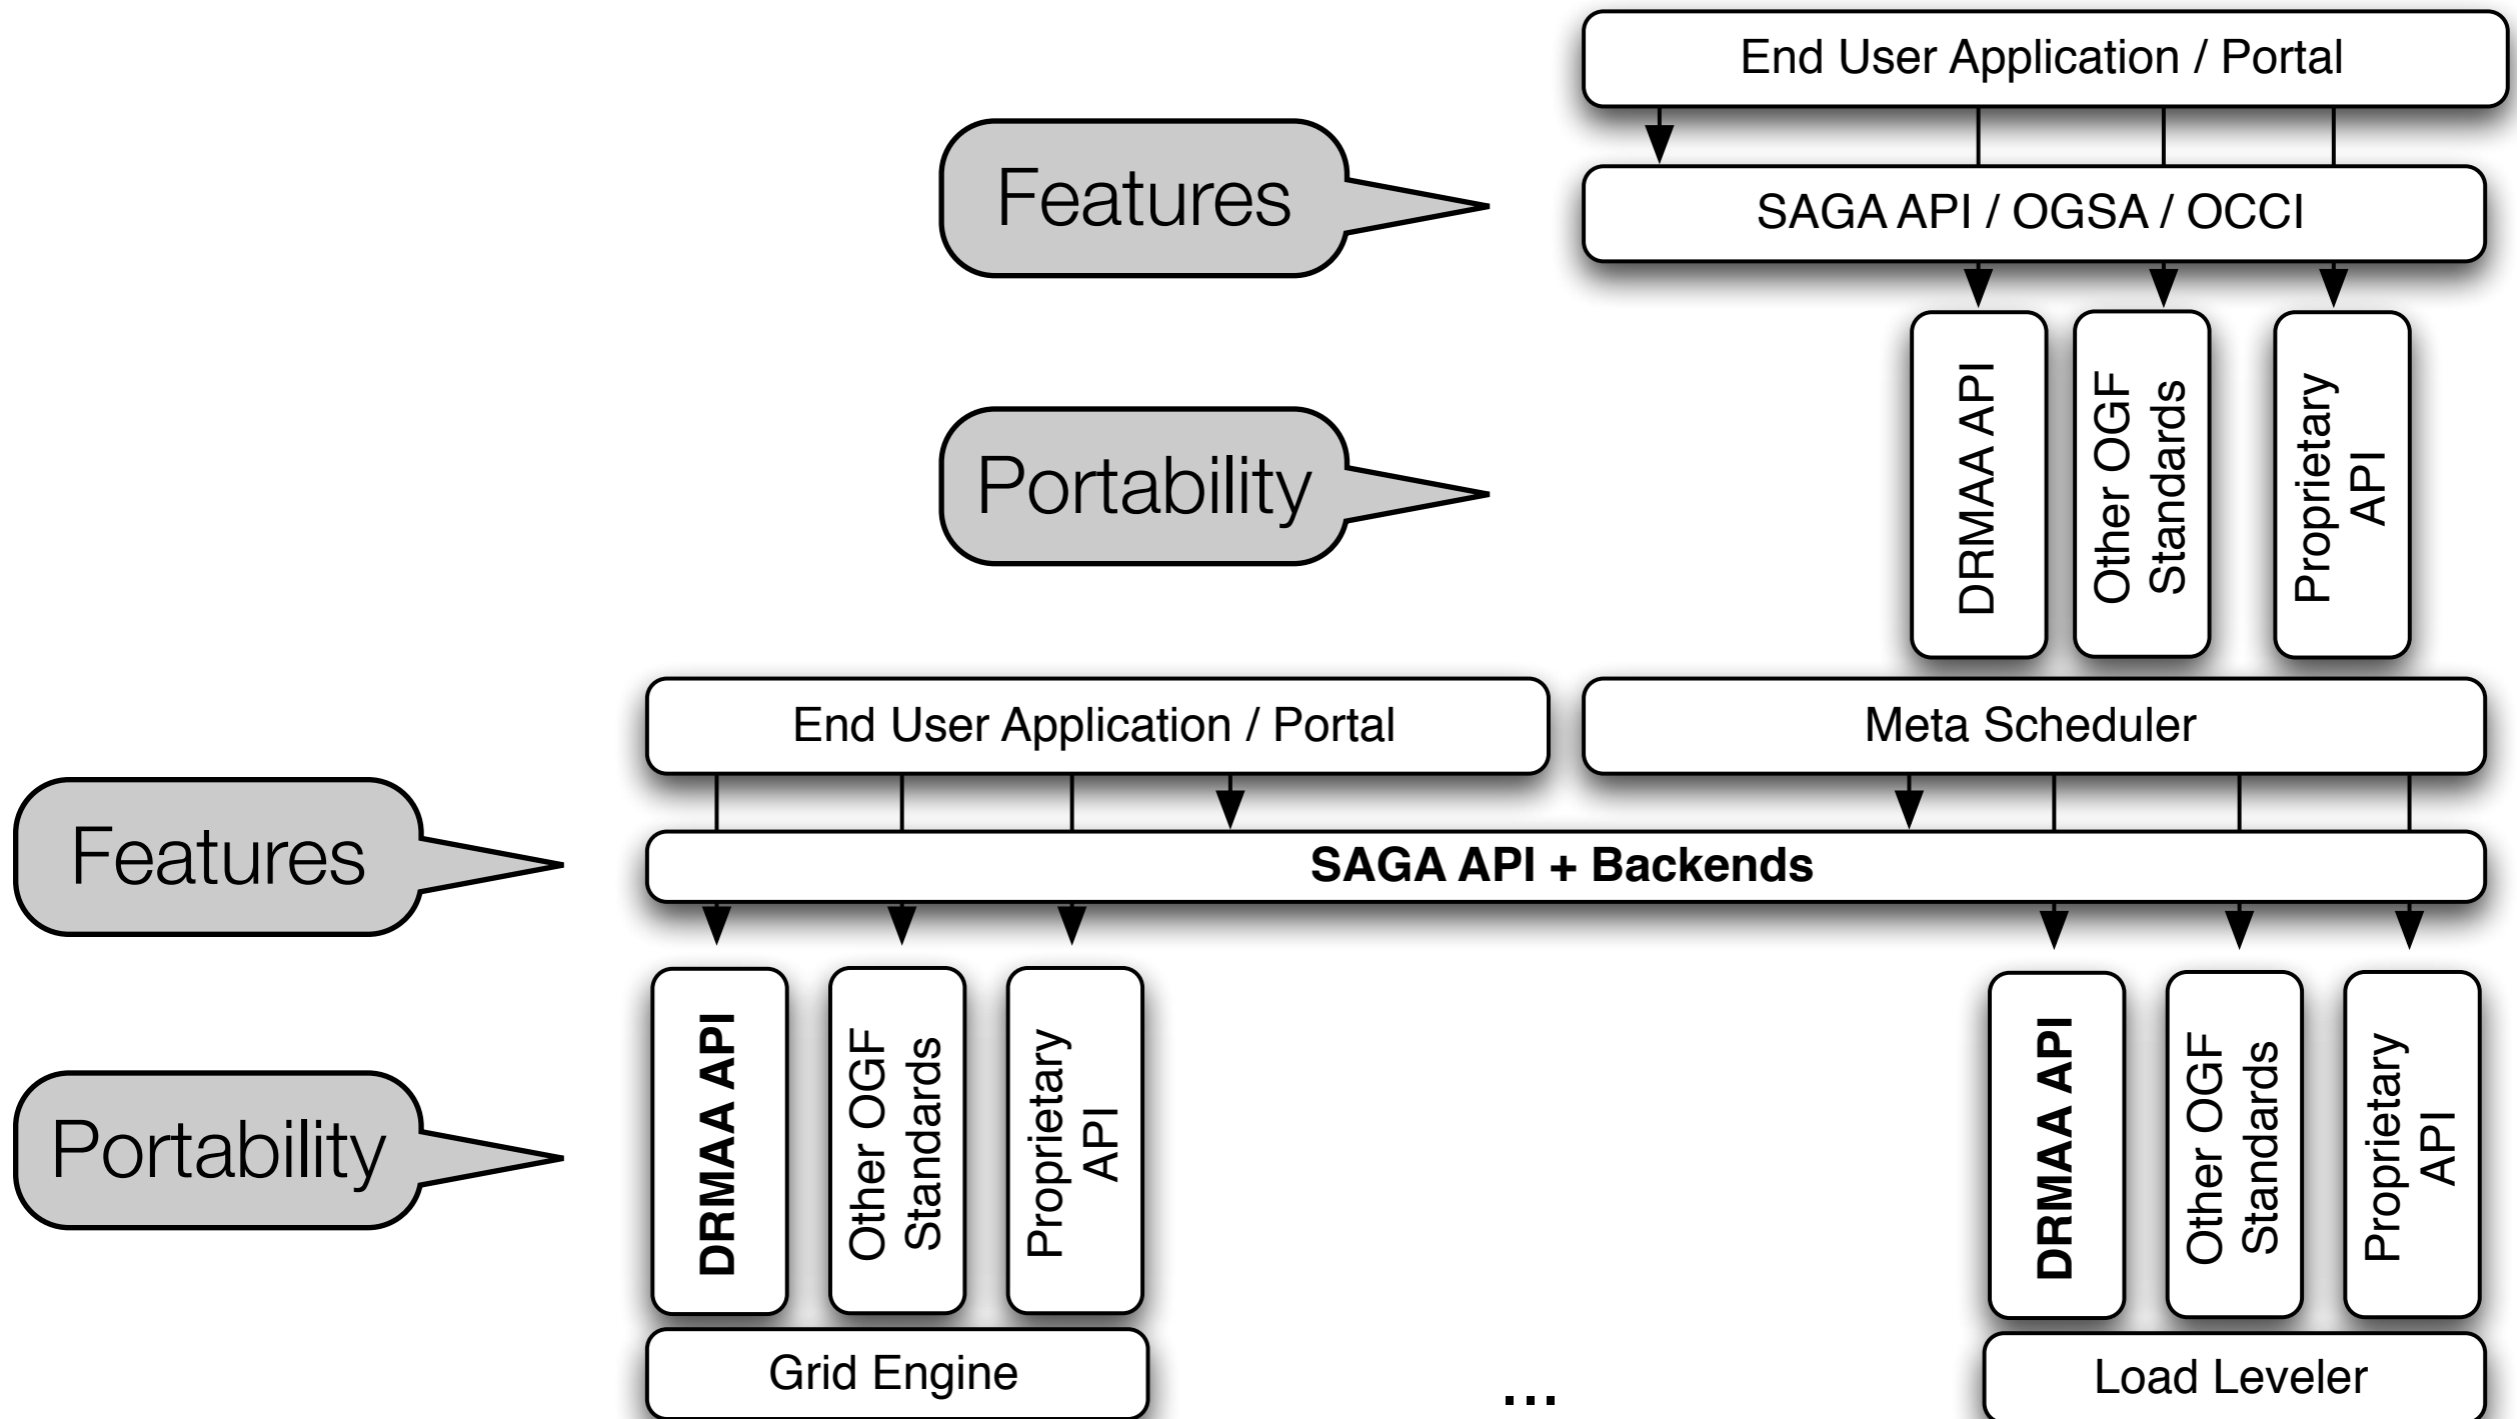 End User Application / Portal
Features
SAGA API / OGSA / OCCI
Portability
DRMAA API
Other OGF
Standards
Proprietary
API
End User Application / Portal
Meta Scheduler
Features
SAGA API + Backends
Portability
DRMAA API
Other OGF
Standards
Proprietary
API
DRMAA API
Other OGF
Standards
Proprietary
API
Grid Engine
...
Load Leveler